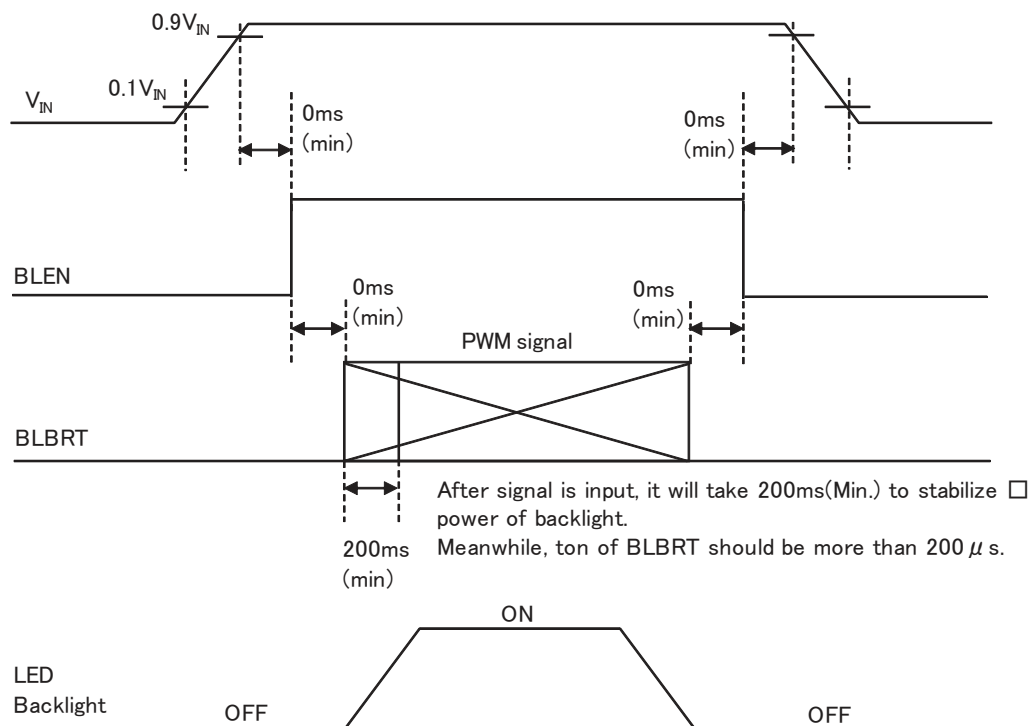 0.9VIN
0.1VIN
VIN
0ms
(min)
0ms
(min)
BLEN
0ms
(min)
0ms
(min)
PWM signal
BLBRT
After signal is input, it will take 200ms(Min.) to stabilize □
power of backlight.
Meanwhile, ton of BLBRT should be more than 200 μ s.
200ms
(min)
ON
LED
Backlight
OFF
OFF